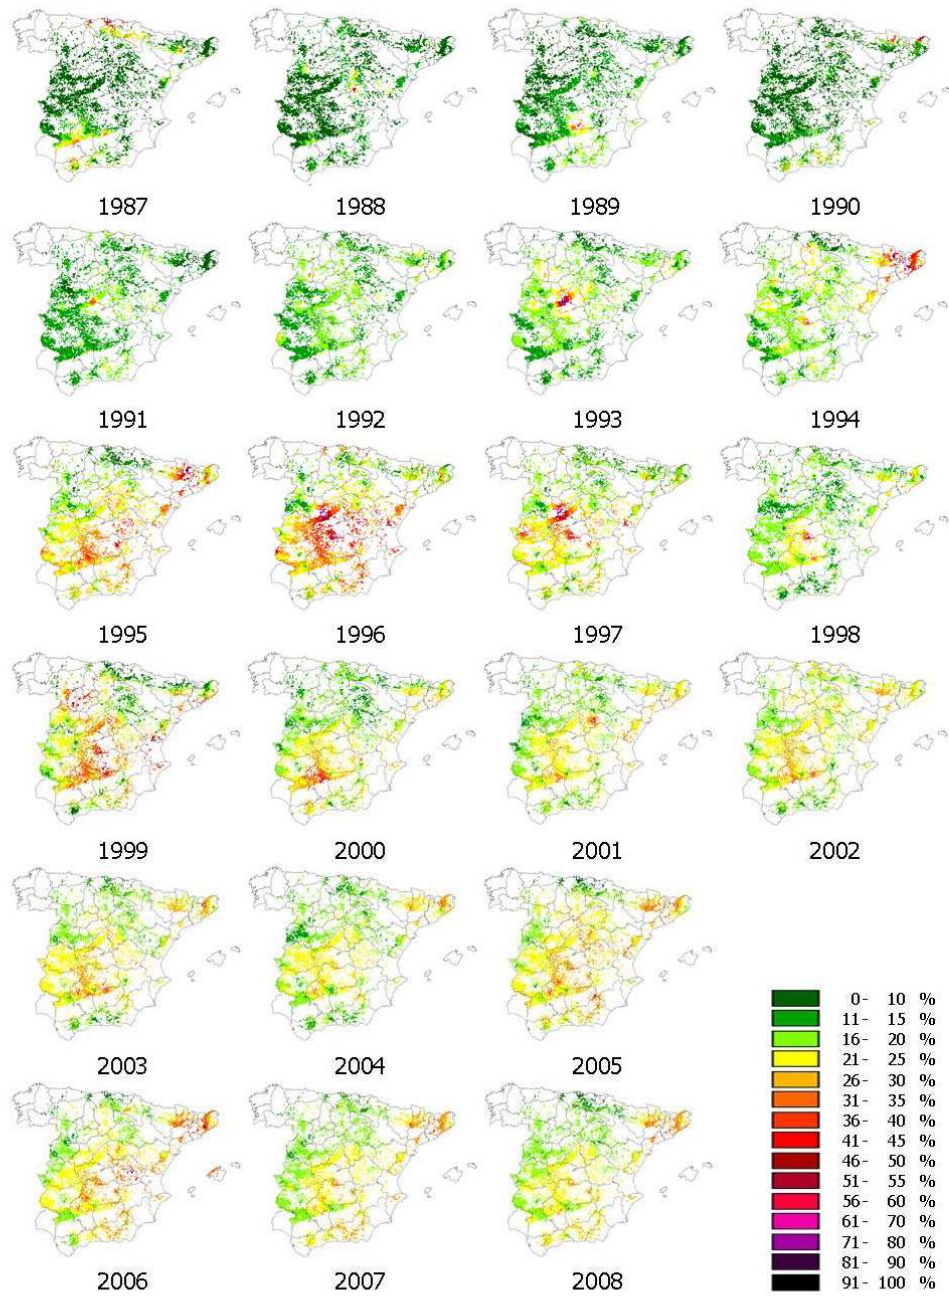 1987 1988 1989 1990
1991 1992 1993 1994
1995 1996 1997 1998
1999 2000 2001 2002
2003 2004 2005
0- 10 %
11- 15 %
16- 20 %
21- 25 %
26- 30 %
31- 35 %
36- 40 %
41- 45 %
46- 50 %
51- 55 %
56- 60 %
61- 70 %
71- 80 %
81- 90 %
91- 100 %
2006 2007 2008